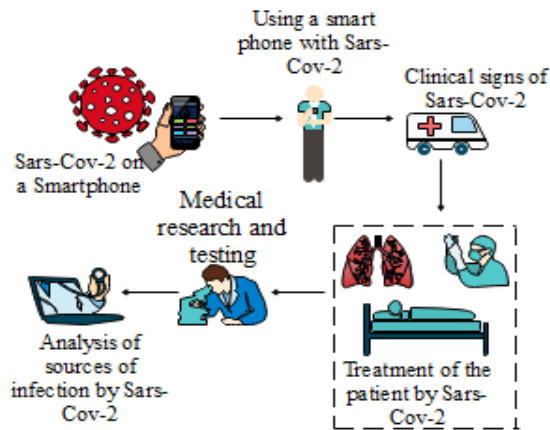 Sars-Cov-2 on
a Smartphone
Using a smart
phone with Sars-
Cov-2
Clinical signs of
Sars-Cov-2
Treatment of the
patient by Sars-
Cov-2
Medical
research and
testing
Analysis of
sources of
infection by Sars-
Cov-2